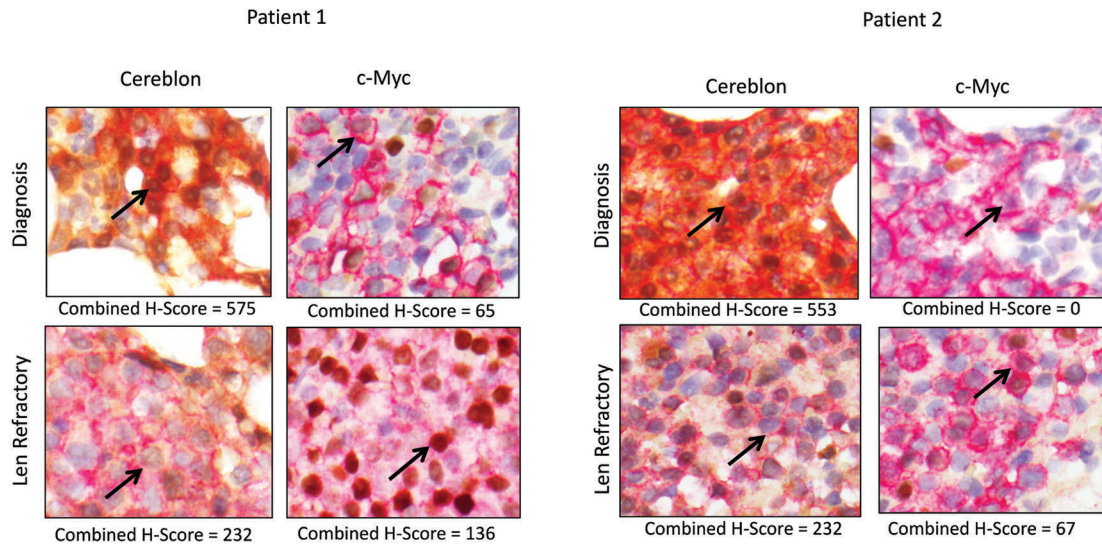 Patient 1
Cereblon
c-Myc
Diagnosis
Combined H-Score = 575
Combined H-Score = 65
Len Refractory
Combined H-Score = 232
Combined H-Score = 136
Patient 2
Cereblon
c-Myc
Diagnosis
Combined H-Score = 553
Combined H-Score = 0
Len Refractory
Combined H-Score = 232
Combined H-Score = 67